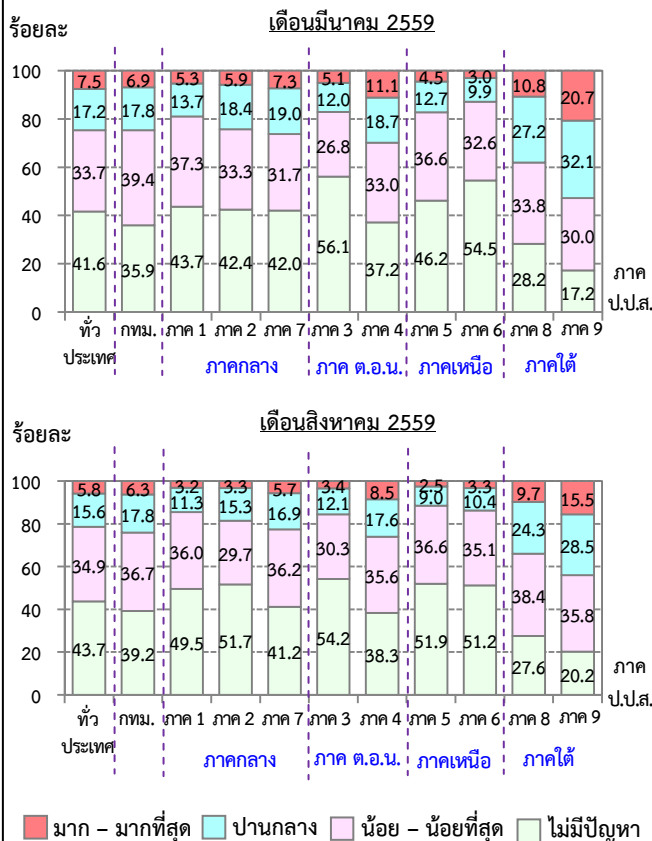 เดือนมีนาคม 2559
ร้อยละ
100
80
60
40
20
0
7.5 6.9 5.3 5.9 7.3 5.1 11.1 4.5 3.0 10.8 20.7
17.2 17.8 13.7 18.4 19.0 12.0 18.7 12.7 9.9 27.2 32.1
33.7 39.4 37.3 33.3 31.7 26.8 33.0 36.6 32.6 33.8 30.0
41.6 35.9 43.7 42.4 42.0 56.1 37.2 46.2 54.5 28.2 17.2
ภาค
ป.ป.ส.
ทั่ว กทม. ภาค 1 ภาค 2 ภาค 7 ภาค 3 ภาค 4 ภาค 5 ภาค 6 ภาค 8 ภาค 9
ประเทศ
ภาคกลาง ภาค ต.อ.น. ภาคเหนือ ภาคใต้
เดือนสิงหาคม 2559
ร้อยละ
100
80
60
40
20
0
5.8 6.3 3.2 3.3 5.7 3.4 8.5 2.5 3.3 9.7 15.5
15.6 17.8 11.3 15.3 16.9 12.1 17.6 9.0 10.4 24.3 28.5
34.9 36.7 36.0 29.7 36.2 30.3 35.6 36.6 35.1 38.4 35.8
43.7 39.2 49.5 51.7 41.2 54.2 38.3 51.9 51.2 27.6 20.2
ภาค
ป.ป.ส.
ทั่ว กทม. ภาค 1 ภาค 2 ภาค 7 ภาค 3 ภาค 4 ภาค 5 ภาค 6 ภาค 8 ภาค 9
ประเทศ
ภาคกลาง ภาค ต.อ.น. ภาคเหนือ ภาคใต้
มาก – มากที่สุด ปานกลาง น้อย – น้อยที่สุด ไม่มีปัญหา